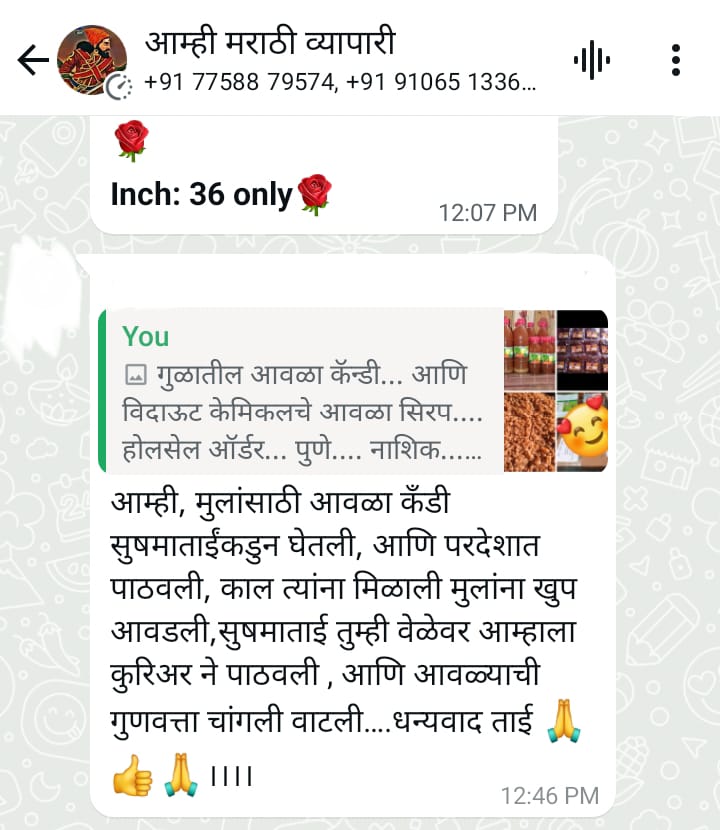 आम्ही मराठी व्यापारी
+91 77588 79574, +91 91065 1336...
🌹
Inch: 36 only🌹
12:07 PM
You
गुळातील आवळा कॅन्डी... आणि
विदाऊट केमिकलचे आवळा सिरप....
होलसेल ऑर्डर... पुणे.... नाशिक......
आम्ही, मुलांसाठी आवळा कँडी
सुषमाताईंकडुन घेतली, आणि परदेशात
पाठवली, काल त्यांना मिळाली मुलांना खुप
आवडली,सुषमाताई तुम्ही वेळेवर आम्हाला
कुरिअर ने पाठवली , आणि आवळ्याची
गुणवत्ता चांगली वाटली....धन्यवाद ताई 🙏
👍🙏।।।।
12:46 PM